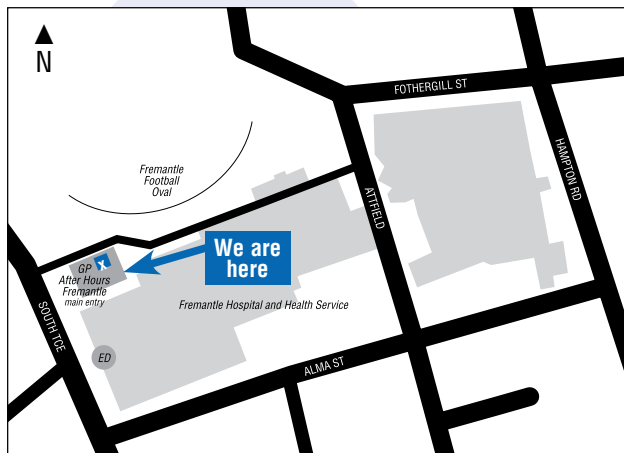 N
FOTHERGILL ST
HAMPTON RD
ATTFIELD
Fremantle
Football
Oval
We are
here
GP
x
After Hours
Fremantle
main entry
Fremantle Hospital and Health Service
SOUTH TCE
ED
ALMA ST